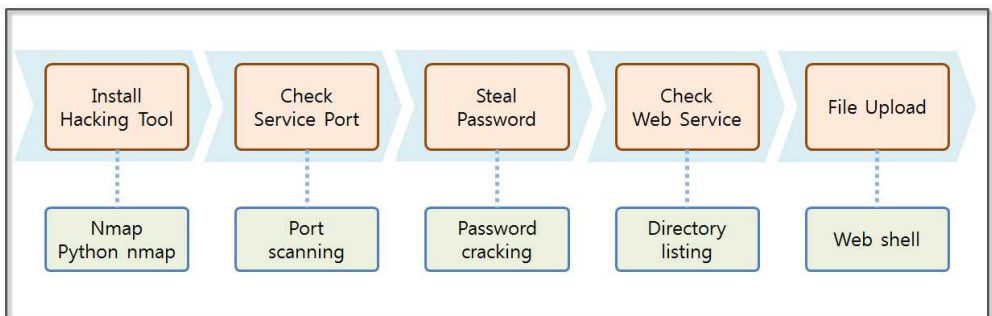 Install
Hacking Tool
Check
Service Port
Steal
Password
Check
Web Service
File Upload
Nmap
Python nmap
Port
scanning
Password
cracking
Directory
listing
Web shell